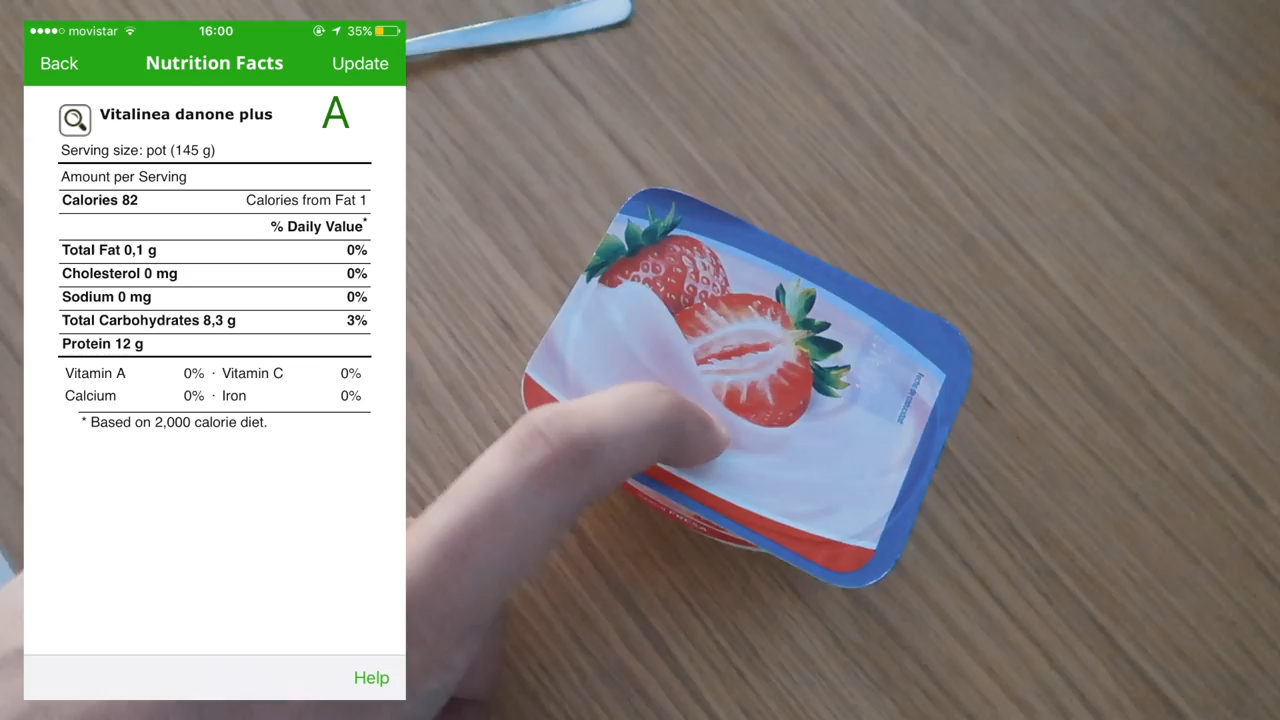 movistar 16:00 35%
Back Nutrition Facts Update
Vitalinea danone plus A
Serving size: pot (145 g)
Amount per Serving
Calories 82 Calories from Fat 1
% Daily Value*
Total Fat 0,1 g 0%
Cholesterol 0 mg 0%
Sodium 0 mg 0%
Total Carbohydrates 8,3 g 3%
Protein 12 g
Vitamin A 0% · Vitamin C 0%
Calcium 0% · Iron 0%
* Based on 2,000 calorie diet.
Help